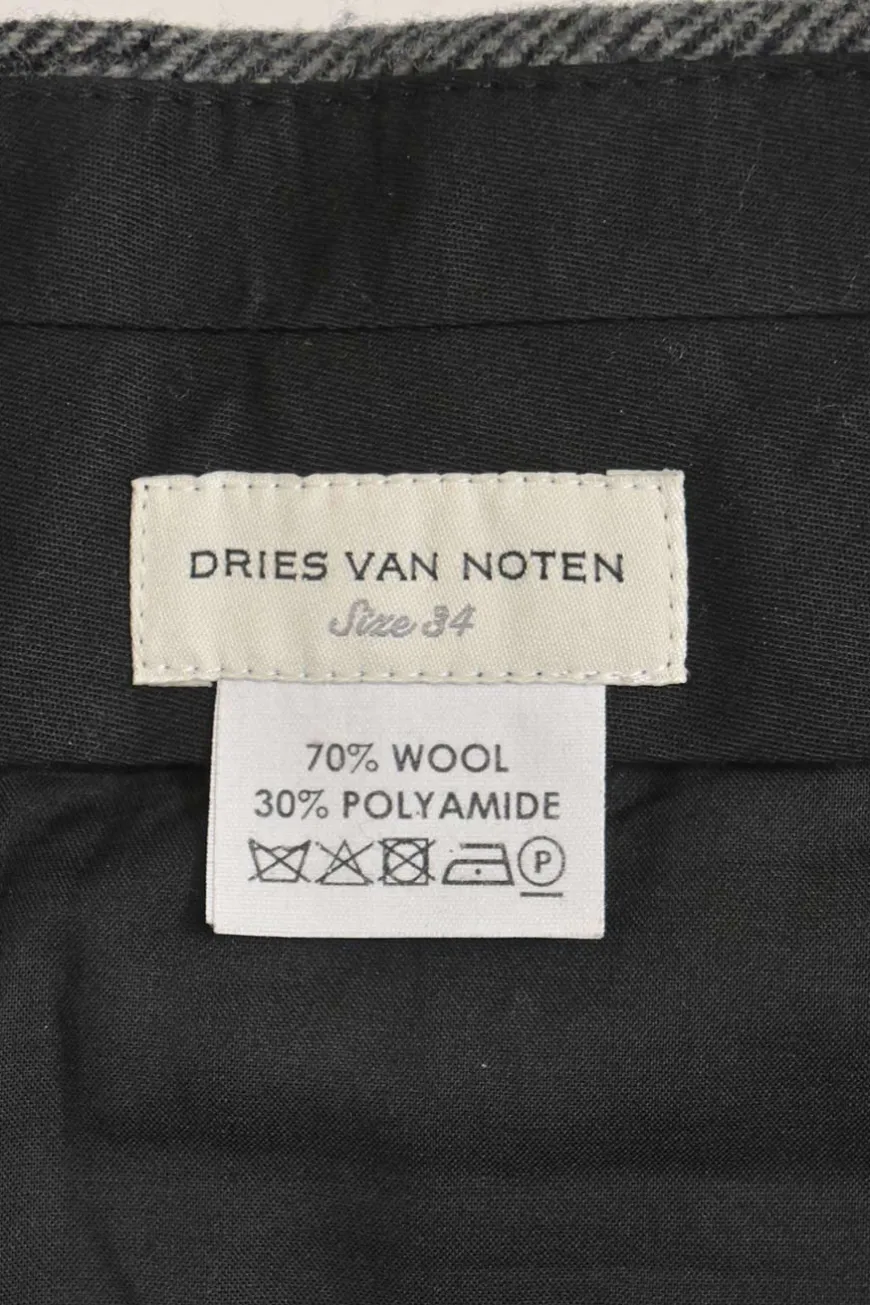 DRIES VAN NOTEN
Size 34
70% WOOL
30% POLYAMIDE
P